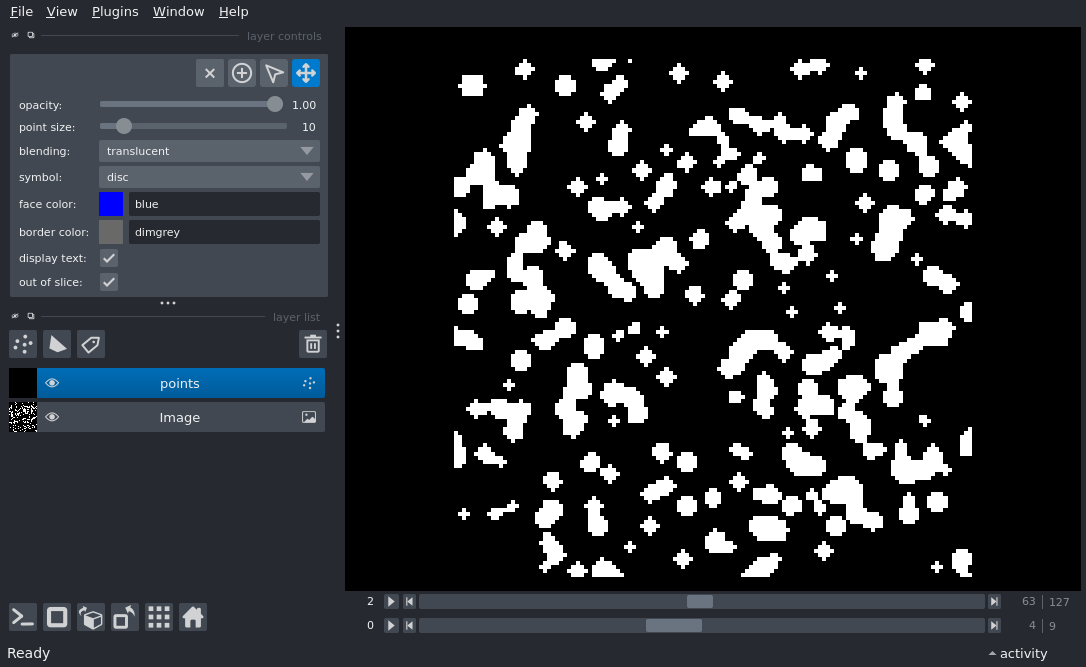 File View Plugins Window Help
layer controls
opacity: 1.00
point size: 10
blending: translucent
symbol: disc
face color: blue
border color: dimgrey
display text:
out of slice:
layer list
points
Image
2 63 127
0 4 9
Ready
activity